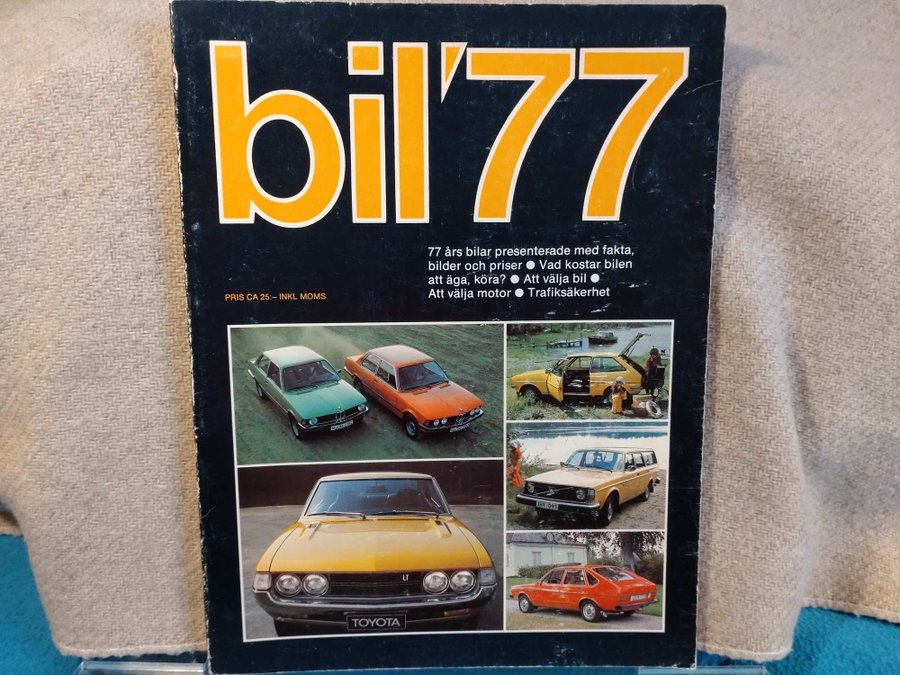 bil'77
77 års bilar presenterade med fakta,
bilder och priser ● Vad kostar bilen
att äga, köra? ● Att välja bil ●
Att välja motor ● Trafiksäkerhet
PRIS CA 25:– INKL MOMS
LT
TOYOTA